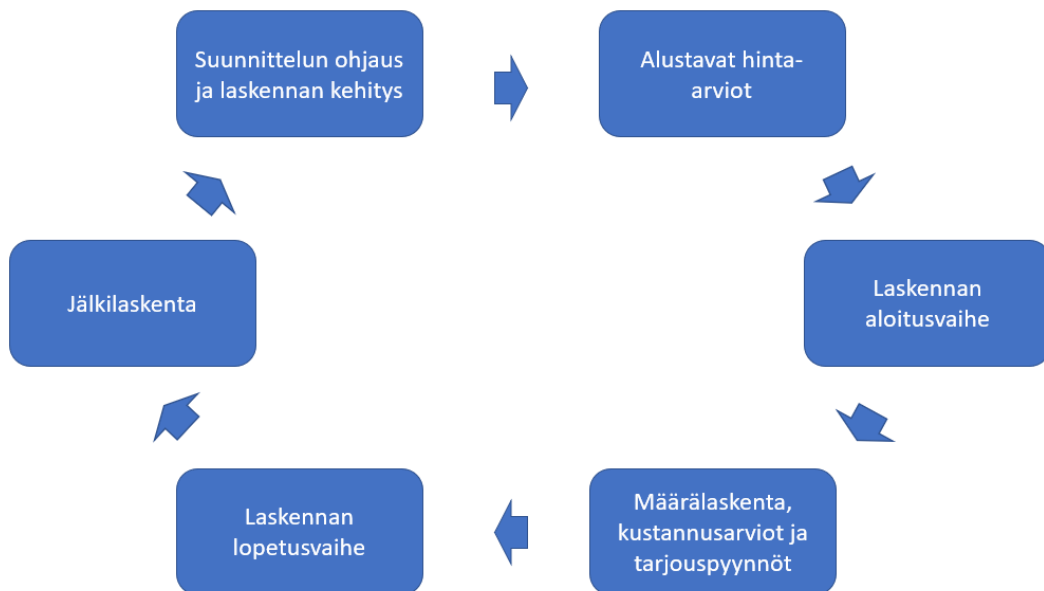 Suunnittelun ohjaus
ja laskennan kehitys
Alustavat hinta-
arviot
Laskennan
aloitusvaihe
Määrälaskenta,
kustannusarviot ja
tarjouspyynnöt
Laskennan
lopetusvaihe
Jälkilaskenta